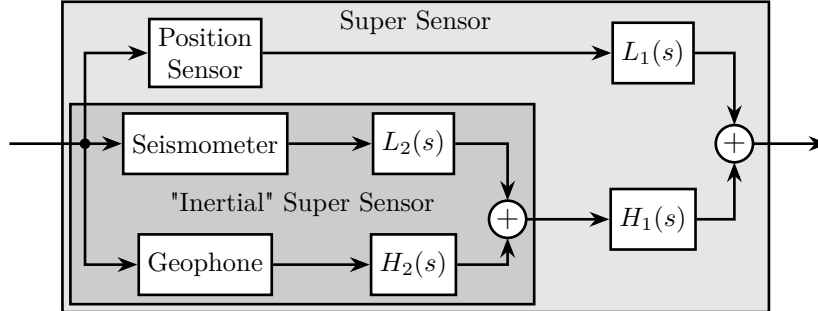 Super Sensor
Position
Sensor
L₁(s)
Seismometer
L₂(s)
+
"Inertial" Super Sensor
+
H₁(s)
Geophone
H₂(s)